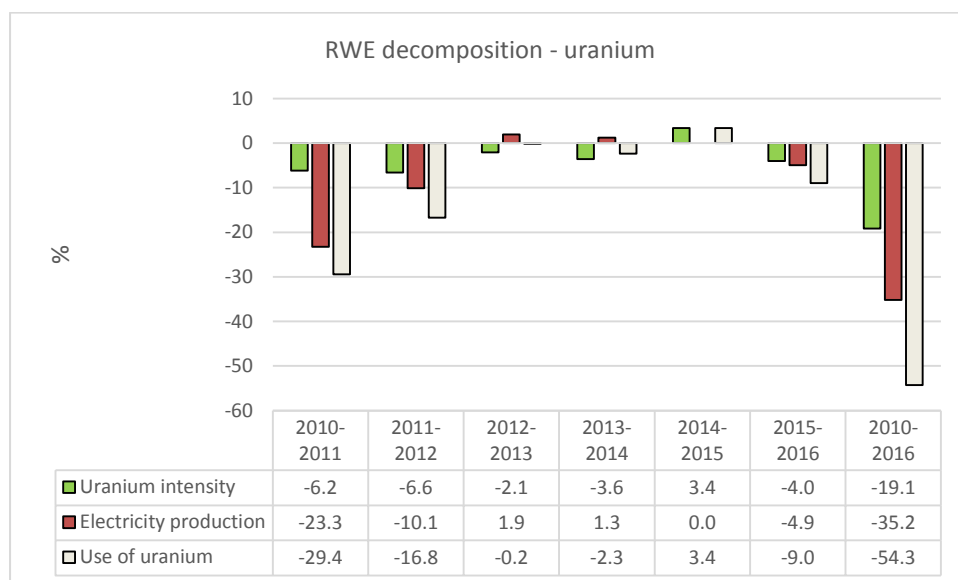 RWE decomposition - uranium
10
0
-10
-20
-30
-40
-50
-60
%
2010-2011 2011-2012 2012-2013 2013-2014 2014-2015 2015-2016 2010-2016
Uranium intensity -6.2 -6.6 -2.1 -3.6 3.4 -4.0 -19.1
Electricity production -23.3 -10.1 1.9 1.3 0.0 -4.9 -35.2
Use of uranium -29.4 -16.8 -0.2 -2.3 3.4 -9.0 -54.3